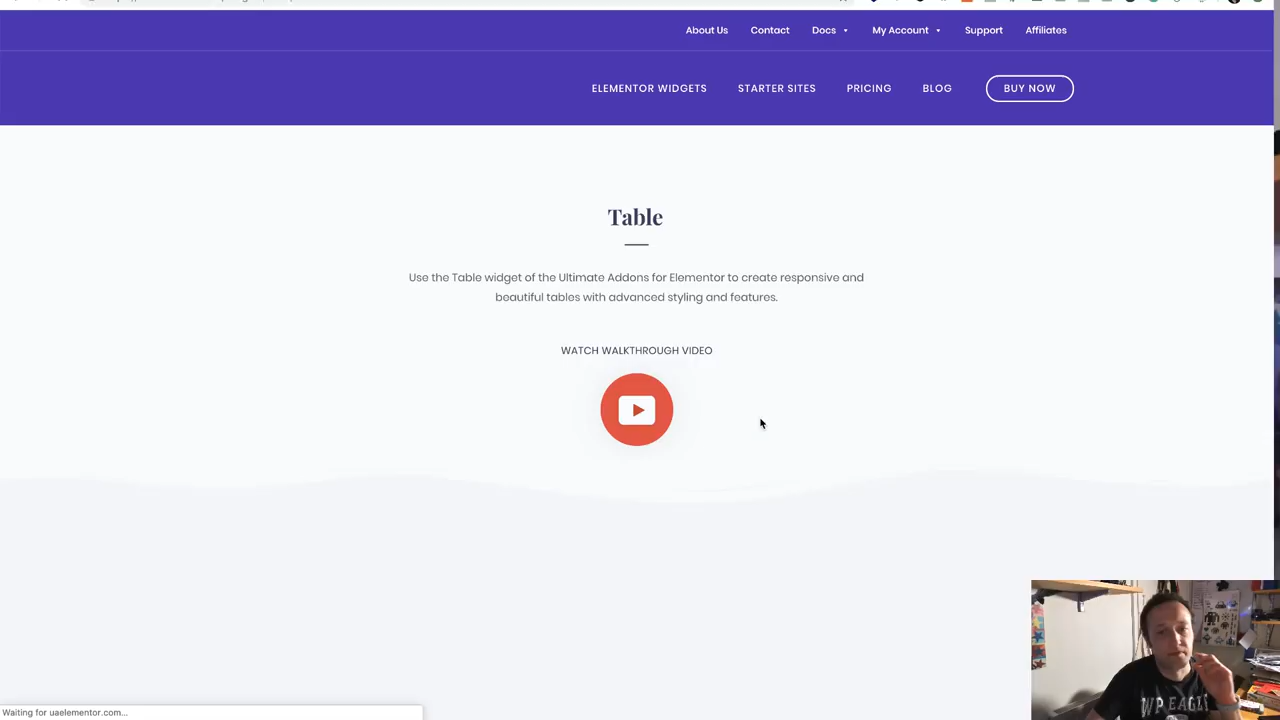 About Us Contact Docs My Account Support Affiliates
ELEMENTOR WIDGETS STARTER SITES PRICING BLOG BUY NOW
Table
Use the Table widget of the Ultimate Addons for Elementor to create responsive and
beautiful tables with advanced styling and features.
WATCH WALKTHROUGH VIDEO
WP EAGLE
Waiting for uaelementor.com...